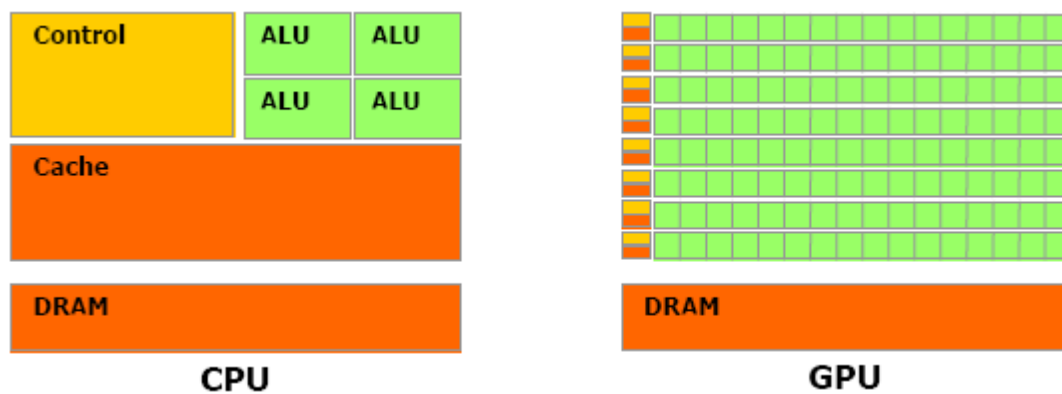 Control
ALU ALU
ALU ALU
Cache
DRAM
CPU
DRAM
GPU